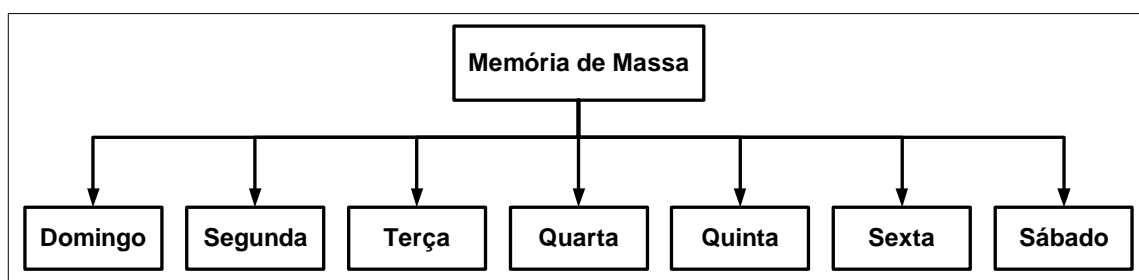 Memória de Massa
Domingo
Segunda
Terça
Quarta
Quinta
Sexta
Sábado